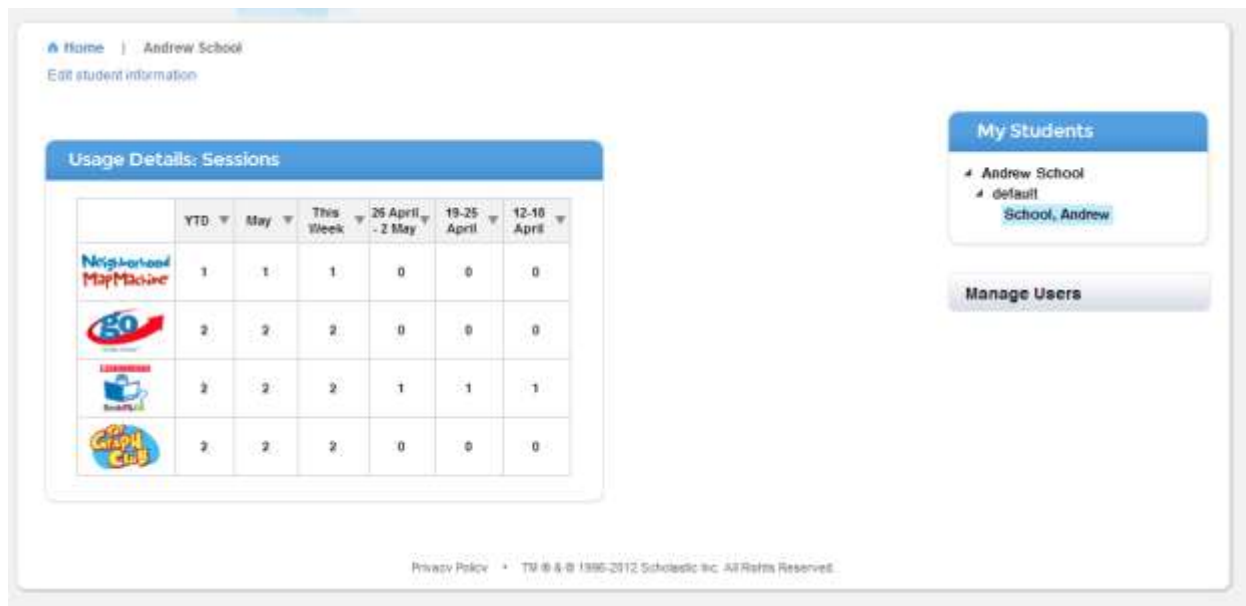 Home | Andrew School
Edit student information
Usage Details: Sessions
YTD May This Week 26 April - 2 May 19-25 April 12-18 April
Neighborhood MapMachine 1 1 1 0 0 0
go 2 2 2 0 0 0
2 2 2 1 1 1
The Graph Club 2 2 2 0 0 0
My Students
Andrew School
default
School, Andrew
Manage Users
Privacy Policy • TM ® & © 1996-2012 Scholastic Inc. All Rights Reserved.